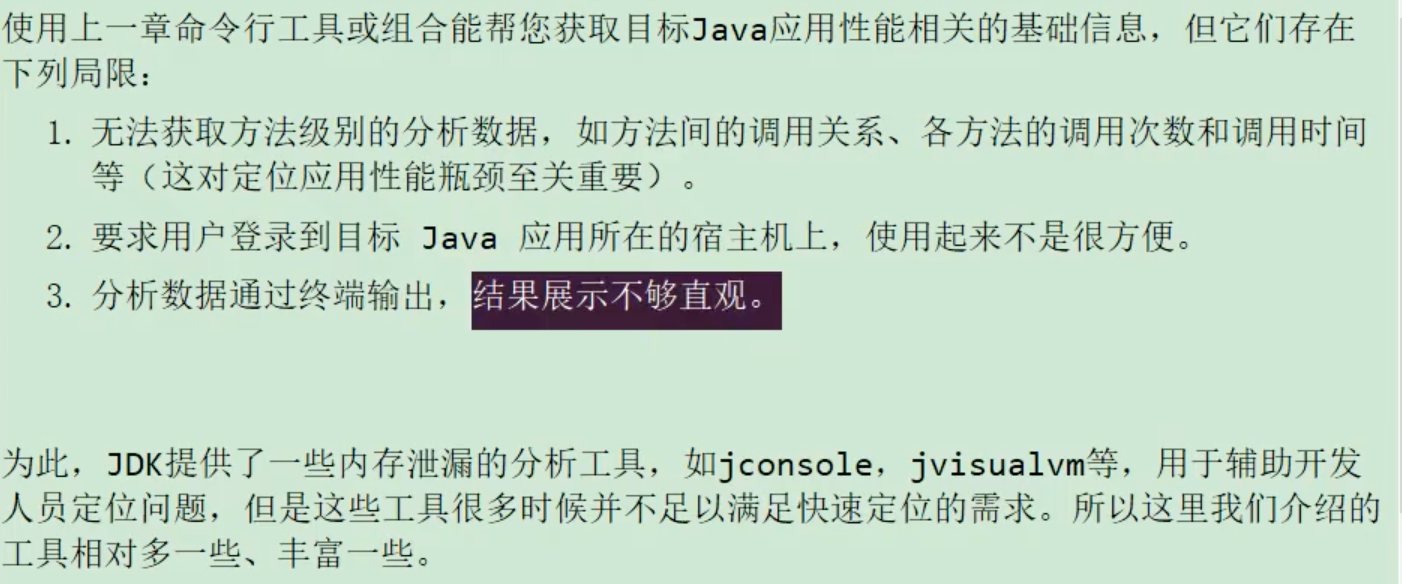 使用上一章命令行工具或组合能帮您获取目标Java应用性能相关的基础信息，但它们存在
下列局限：
1. 无法获取方法级别的分析数据，如方法间的调用关系、各方法的调用次数和调用时间
等（这对定位应用性能瓶颈至关重要）。
2. 要求用户登录到目标 Java 应用所在的宿主机上，使用起来不是很方便。
3. 分析数据通过终端输出，结果展示不够直观。
为此，JDK提供了一些内存泄漏的分析工具，如jconsole，jvisualvm等，用于辅助开发
人员定位问题，但是这些工具很多时候并不足以满足快速定位的需求。所以这里我们介绍的
工具相对多一些、丰富一些。